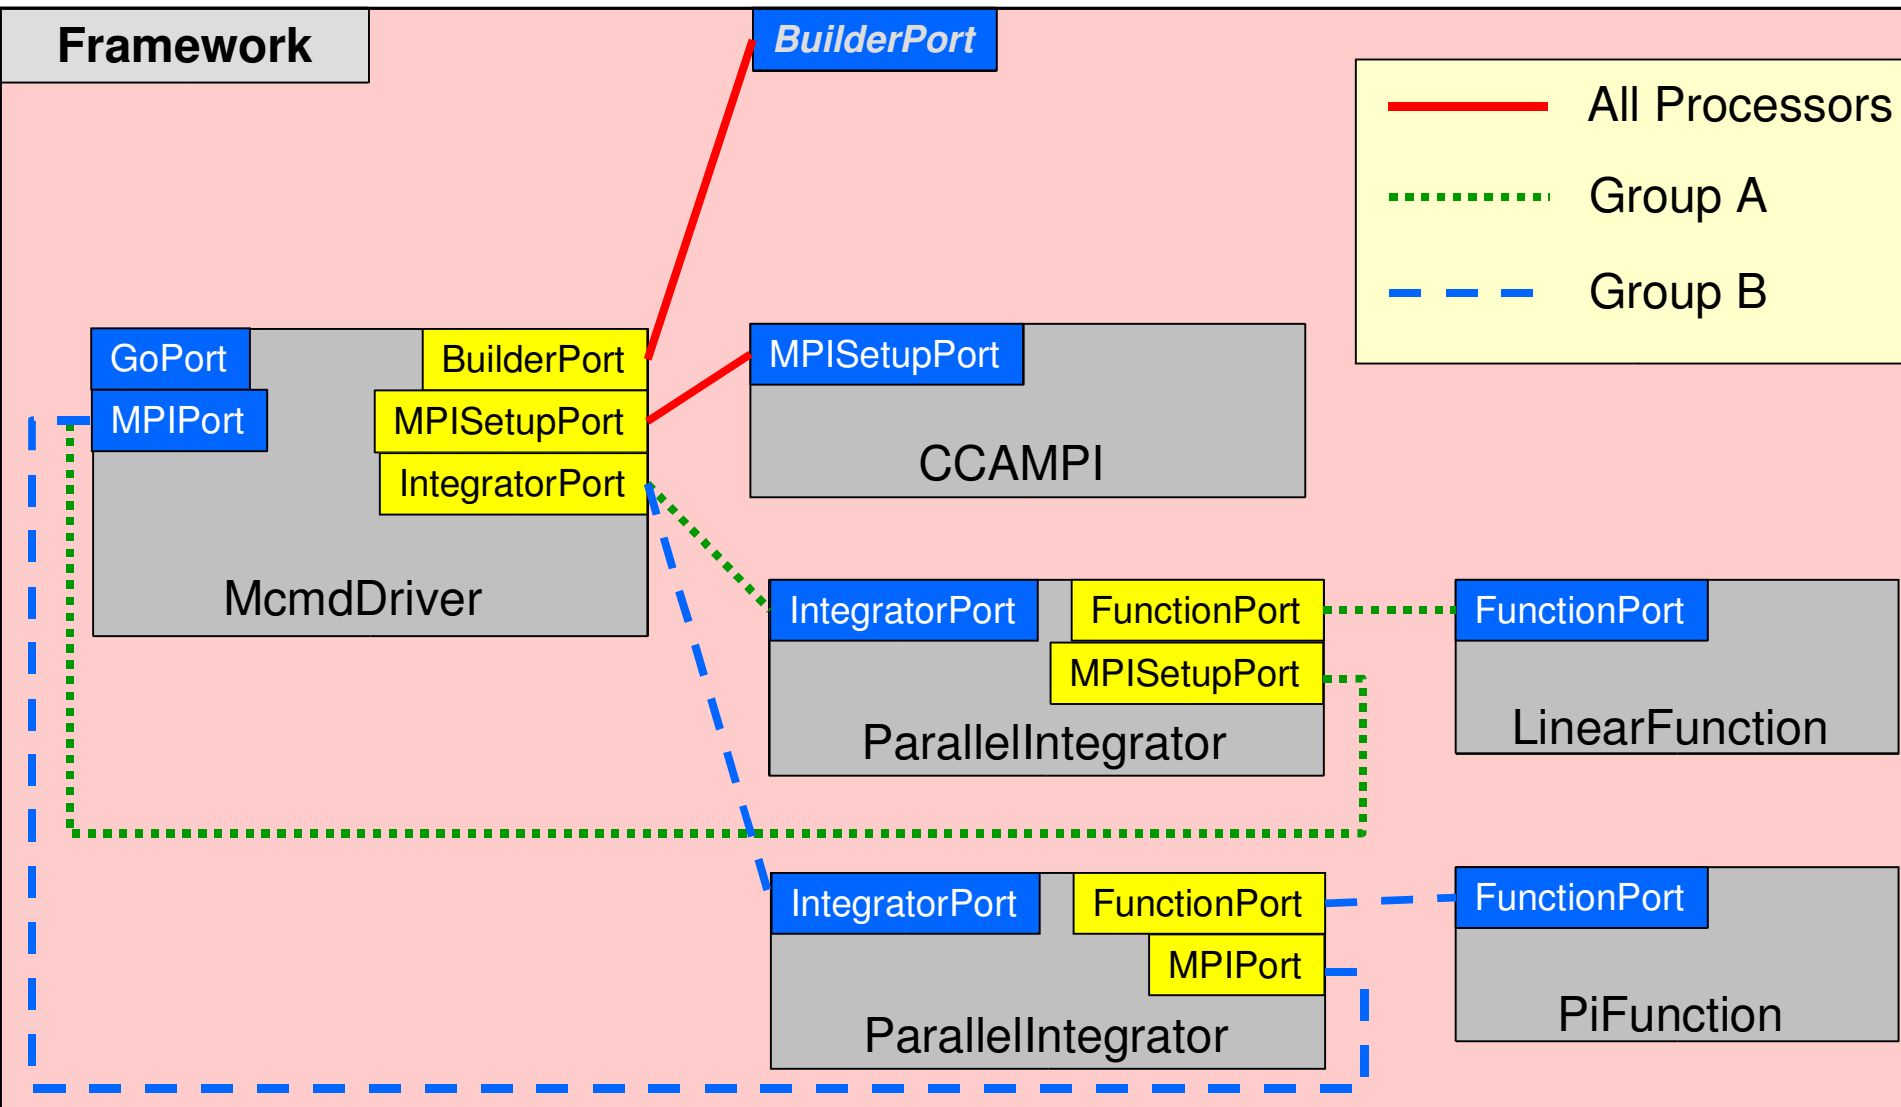 Framework
BuilderPort
All Processors
Group A
Group B
GoPort
BuilderPort
MPIPort
MPISetupPort
IntegratorPort
McmdDriver
MPISetupPort
CCAMPI
IntegratorPort
FunctionPort
MPISetupPort
ParallelIntegrator
FunctionPort
LinearFunction
IntegratorPort
FunctionPort
MPIPort
ParallelIntegrator
FunctionPort
PiFunction